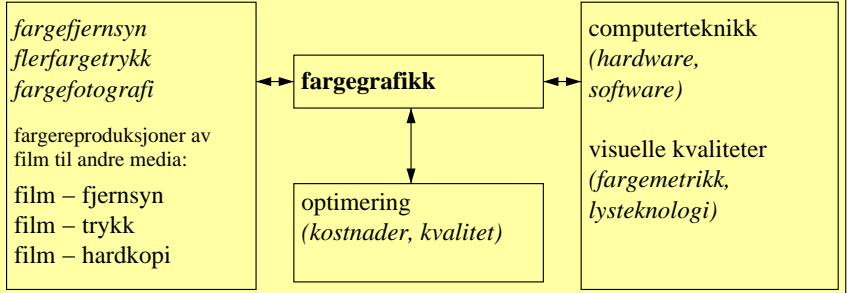 fargefjernsyn
flerfargetrykk
fargefotografi
fargereproduksjoner av
film til andre media:
film – fjernsyn
film – trykk
film – hardkopi
fargegrafikk
optimering
(kostnader, kvalitet)
computerteknikk
(hardware,
software)
visuelle kvaliteter
(fargemetrikk,
lysteknologi)